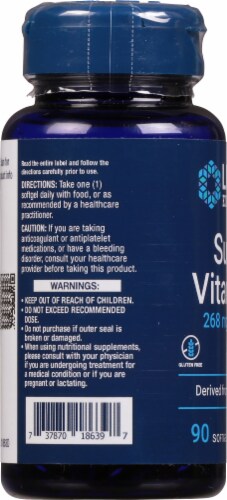 Read the entire label and follow the
directions carefully prior to use.
DIRECTIONS: Take one (1)
softgel daily with food, or as
recommended by a healthcare
practitioner.
CAUTION: If you are taking
anticoagulant or antiplatelet
medications, or have a bleeding
disorder, consult your healthcare
provider before taking this product.
WARNINGS:
• KEEP OUT OF REACH OF CHILDREN.
• DO NOT EXCEED RECOMMENDED
DOSE.
• Do not purchase if outer seal is
broken or damaged.
• When using nutritional supplements,
please consult with your physician
if you are undergoing treatment for
a medical condition or if you are
pregnant or lactating.
7 37870 18639 7
L
E
Su
Vita
268 m
GLUTEN FREE
Derived fro
90 SOFTG